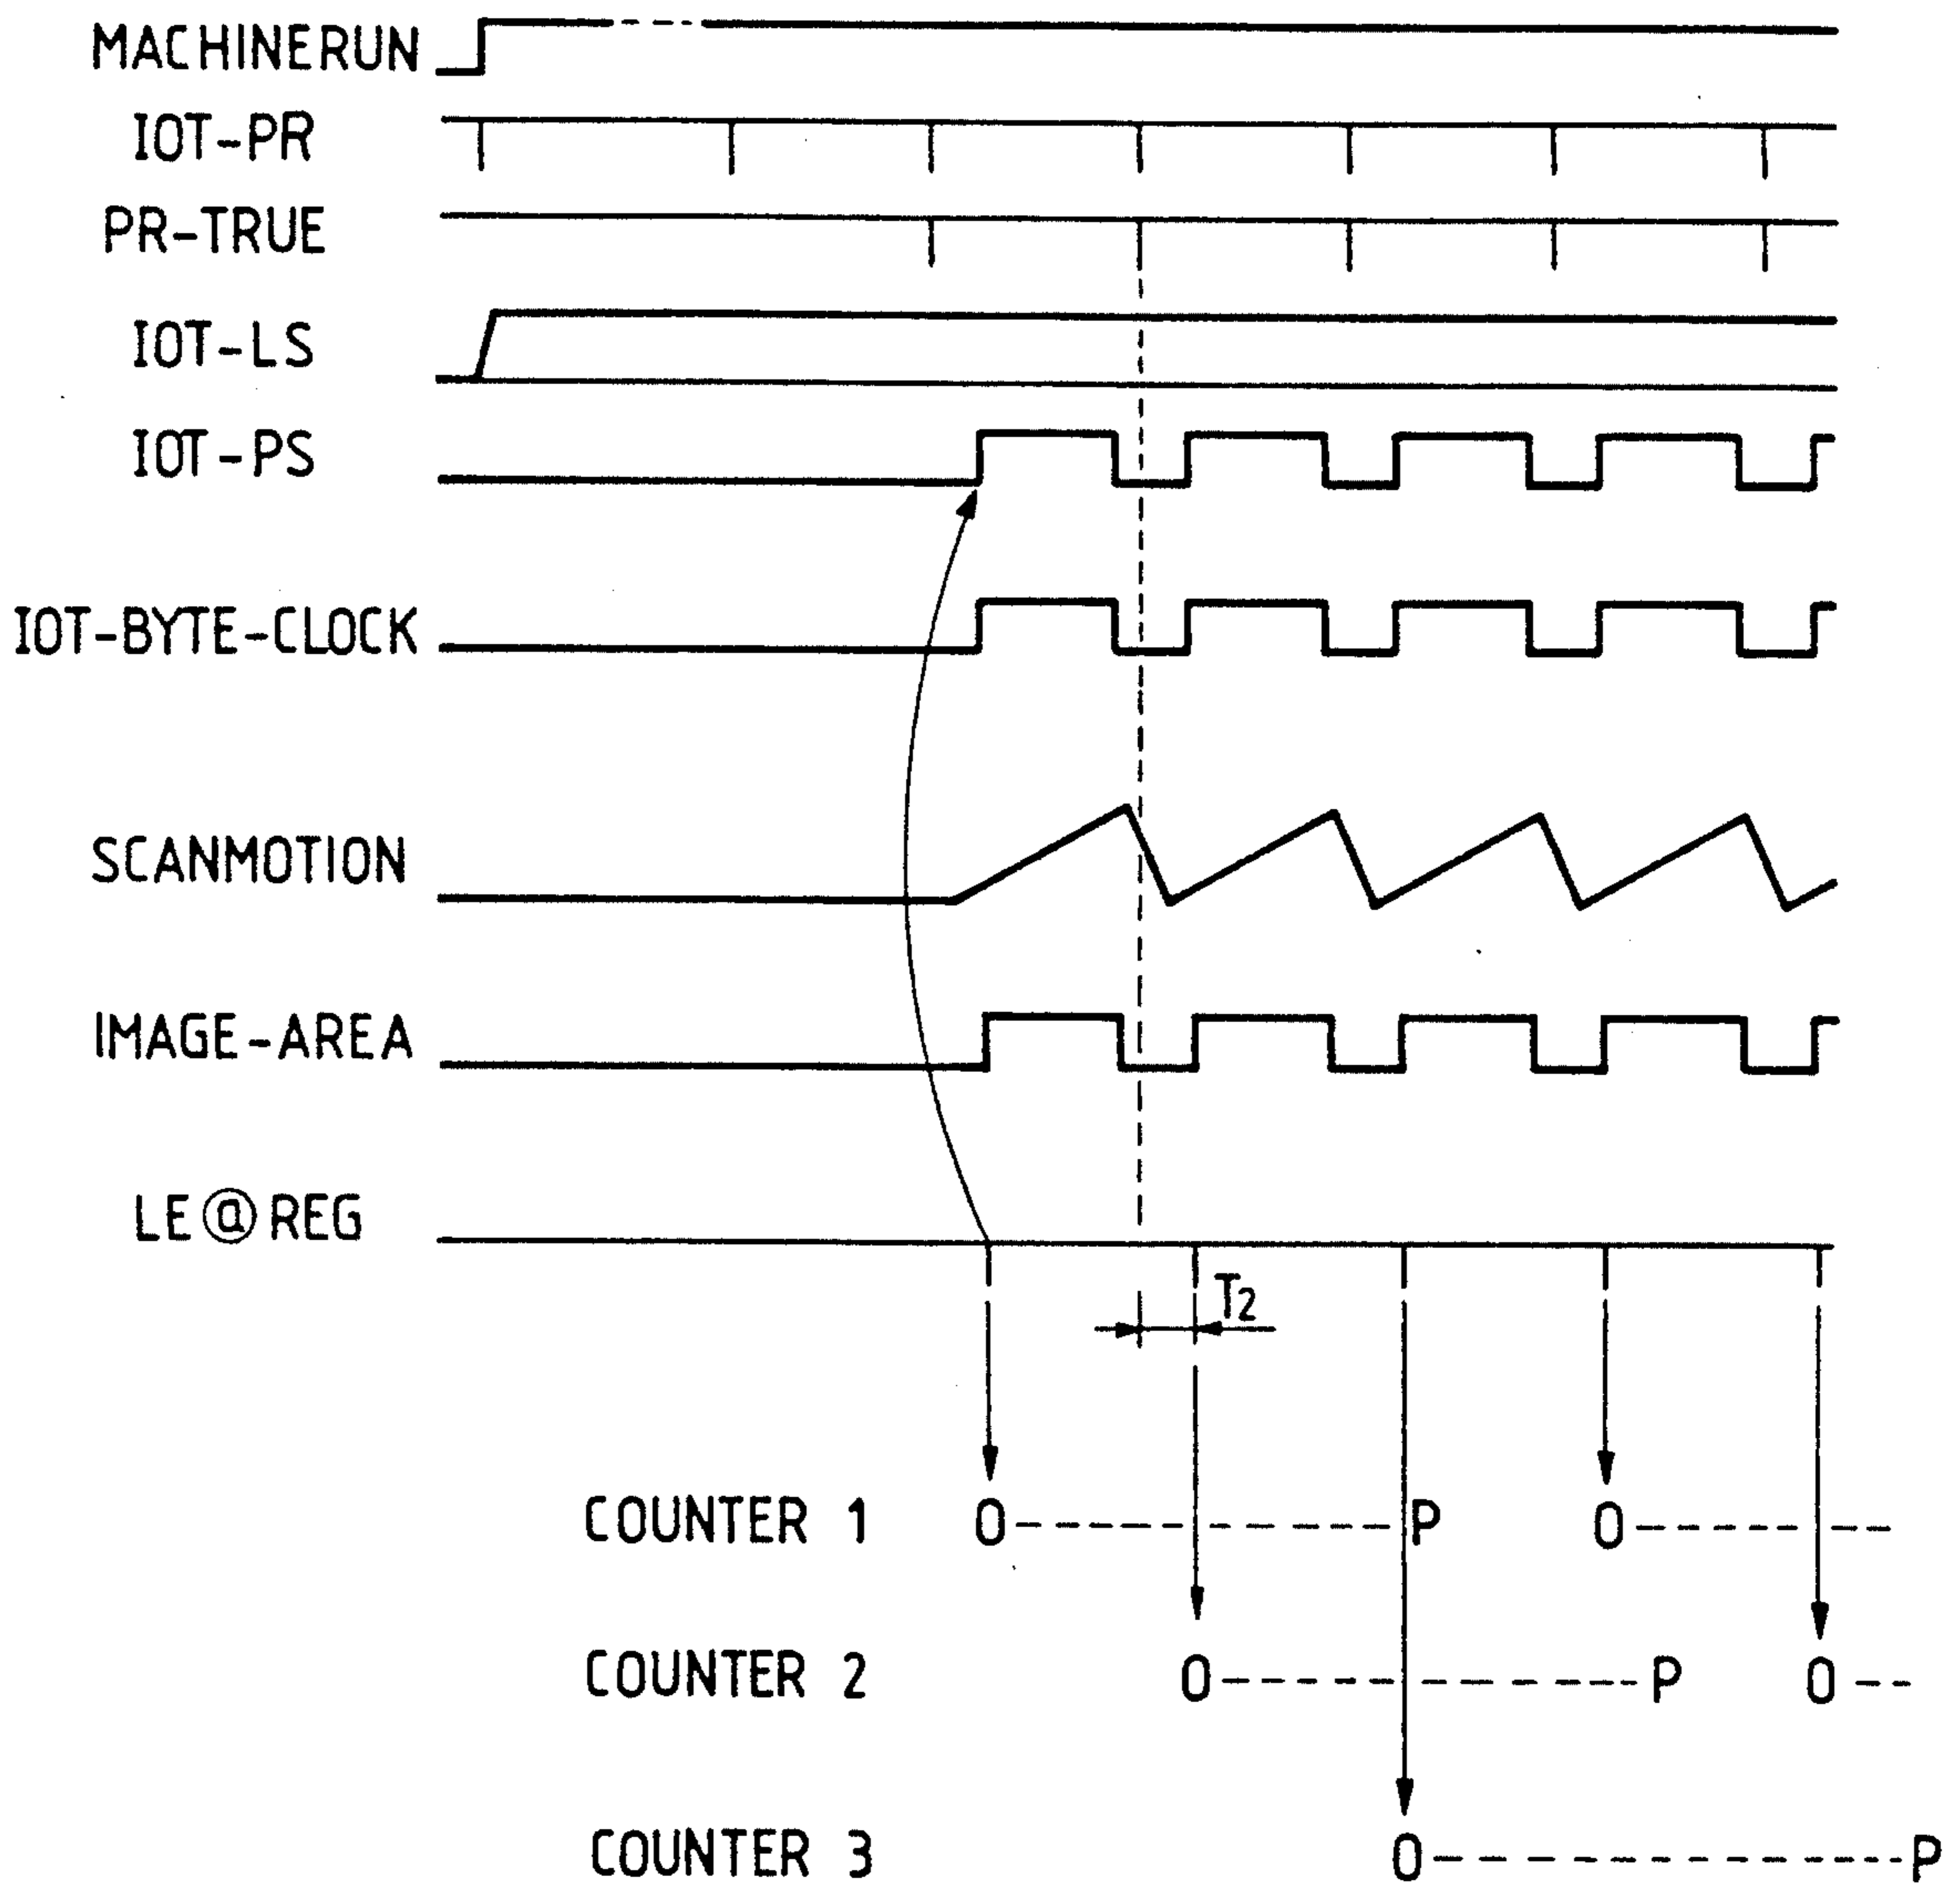 MACHINERUN
IOT-PR
PR-TRUE
IOT-LS
IOT-PS
IOT-BYTE-CLOCK
SCANMOTION
IMAGE-AREA
LE@REG
T2
COUNTER 1 0 P 0
COUNTER 2 0 P 0
COUNTER 3 0 P